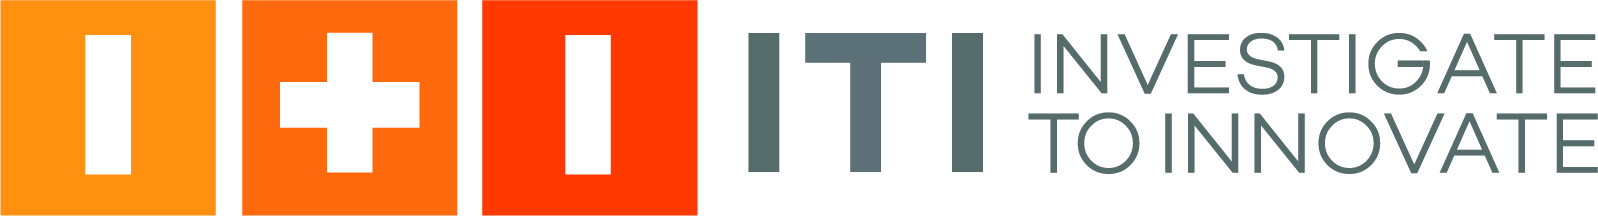 I+I ITI INVESTIGATE
TO INNOVATE